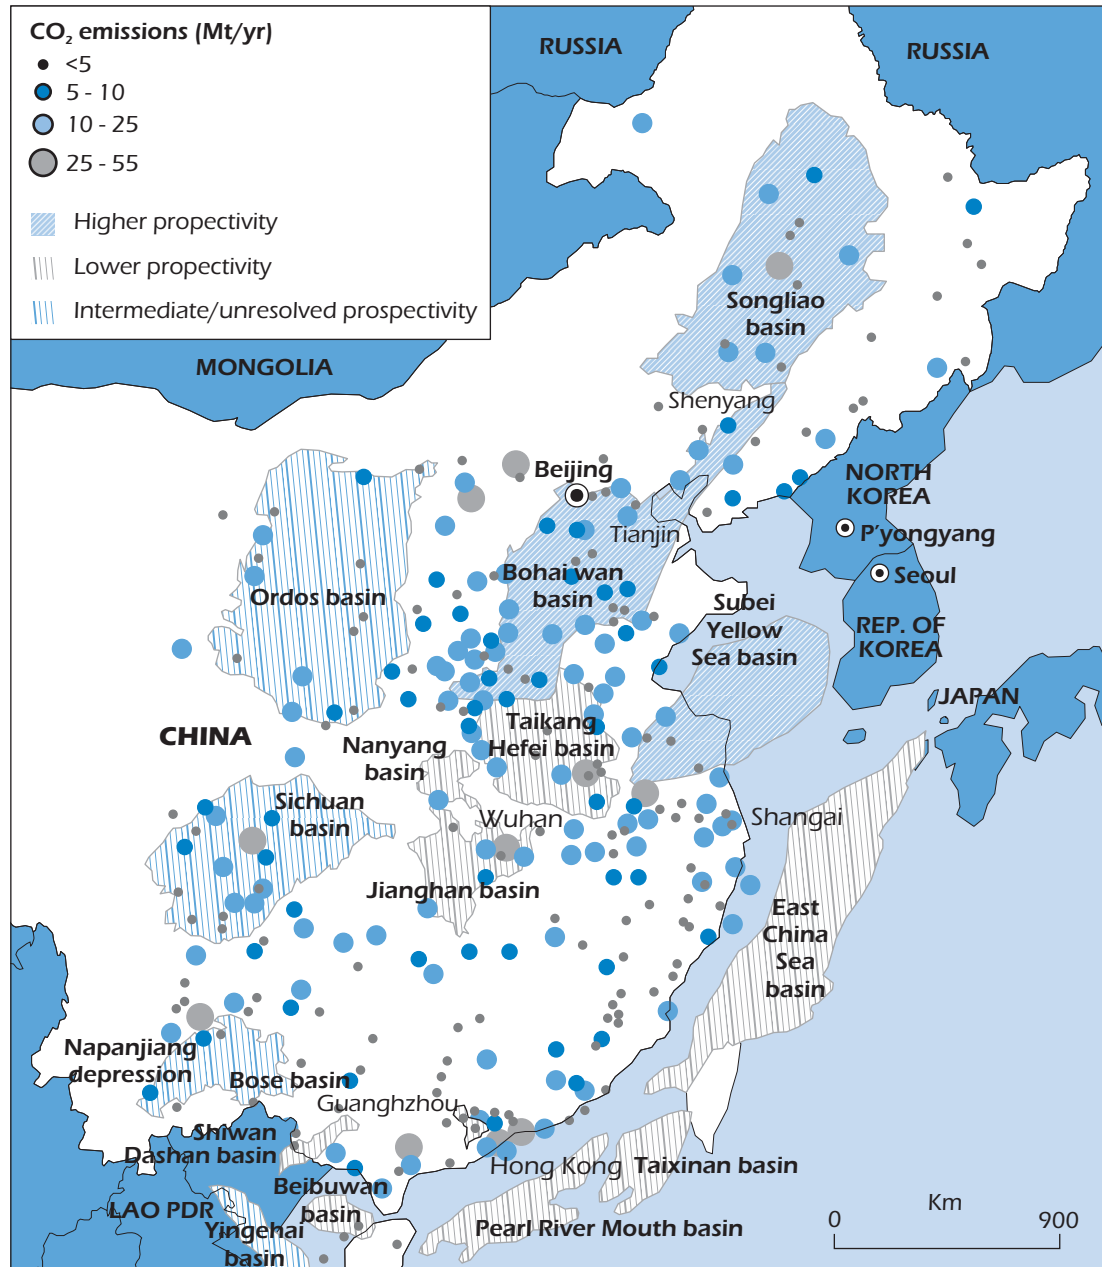 CO₂ emissions (Mt/yr)
<5
5 - 10
10 - 25
25 - 55
Higher propectivity
Lower propectivity
Intermediate/unresolved prospectivity
RUSSIA
RUSSIA
MONGOLIA
Songliao
basin
Shenyang
Beijing
NORTH
KOREA
P'yongyang
Tianjin
Seoul
Bohai wan
basin
Ordos basin
Subei
Yellow
Sea basin
REP. OF
KOREA
JAPAN
CHINA
Taikang
Hefei basin
Nanyang
basin
Sichuan
basin
Wuhan
Shangai
Jianghan basin
East
China
Sea
basin
Napanjiang
depression
Bose basin
Guanghzhou
Shiwan
Dashan basin
Hong Kong
Taixinan basin
Beibuwan
basin
LAO PDR
Yingehai
basin
Pearl River Mouth basin
Km
0
900